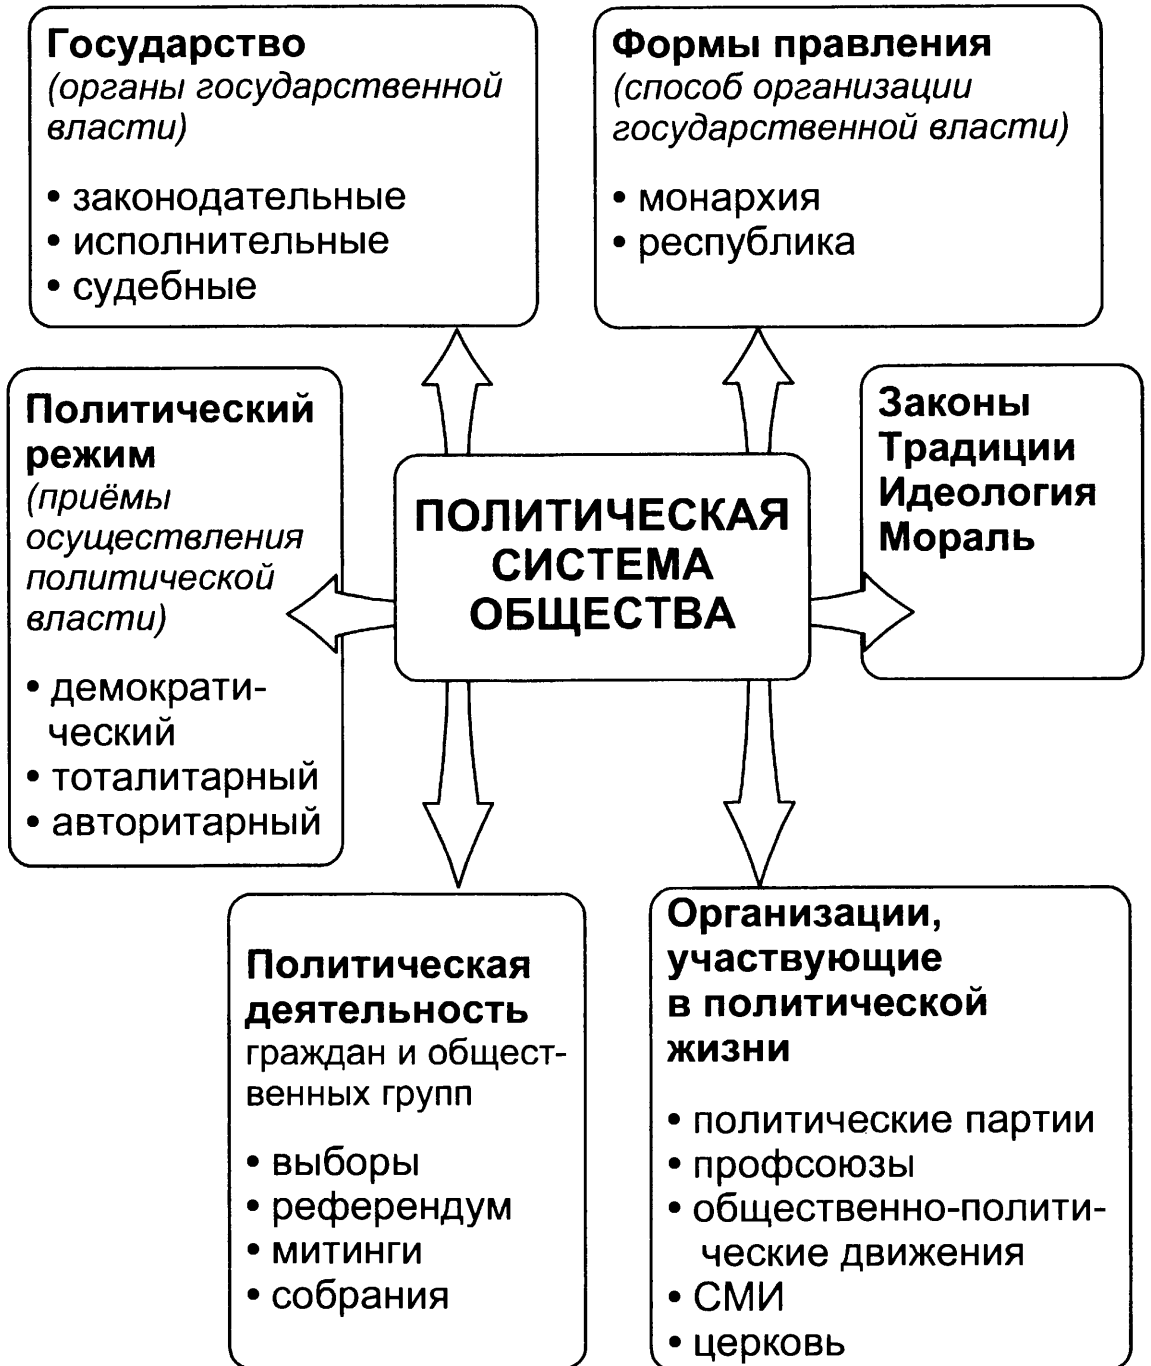 Государство
(органы государственной
власти)
• законодательные
• исполнительные
• судебные
Формы правления
(способ организации
государственной власти)
• монархия
• республика
Политический
режим
(приёмы
осуществления
политической
власти)
• демократи-
ческий
• тоталитарный
• авторитарный
ПОЛИТИЧЕСКАЯ
СИСТЕМА
ОБЩЕСТВА
Законы
Традиции
Идеология
Мораль
Политическая
деятельность
граждан и общест-
венных групп
• выборы
• референдум
• митинги
• собрания
Организации,
участвующие
в политической
жизни
• политические партии
• профсоюзы
• общественно-полити-
ческие движения
• СМИ
• церковь